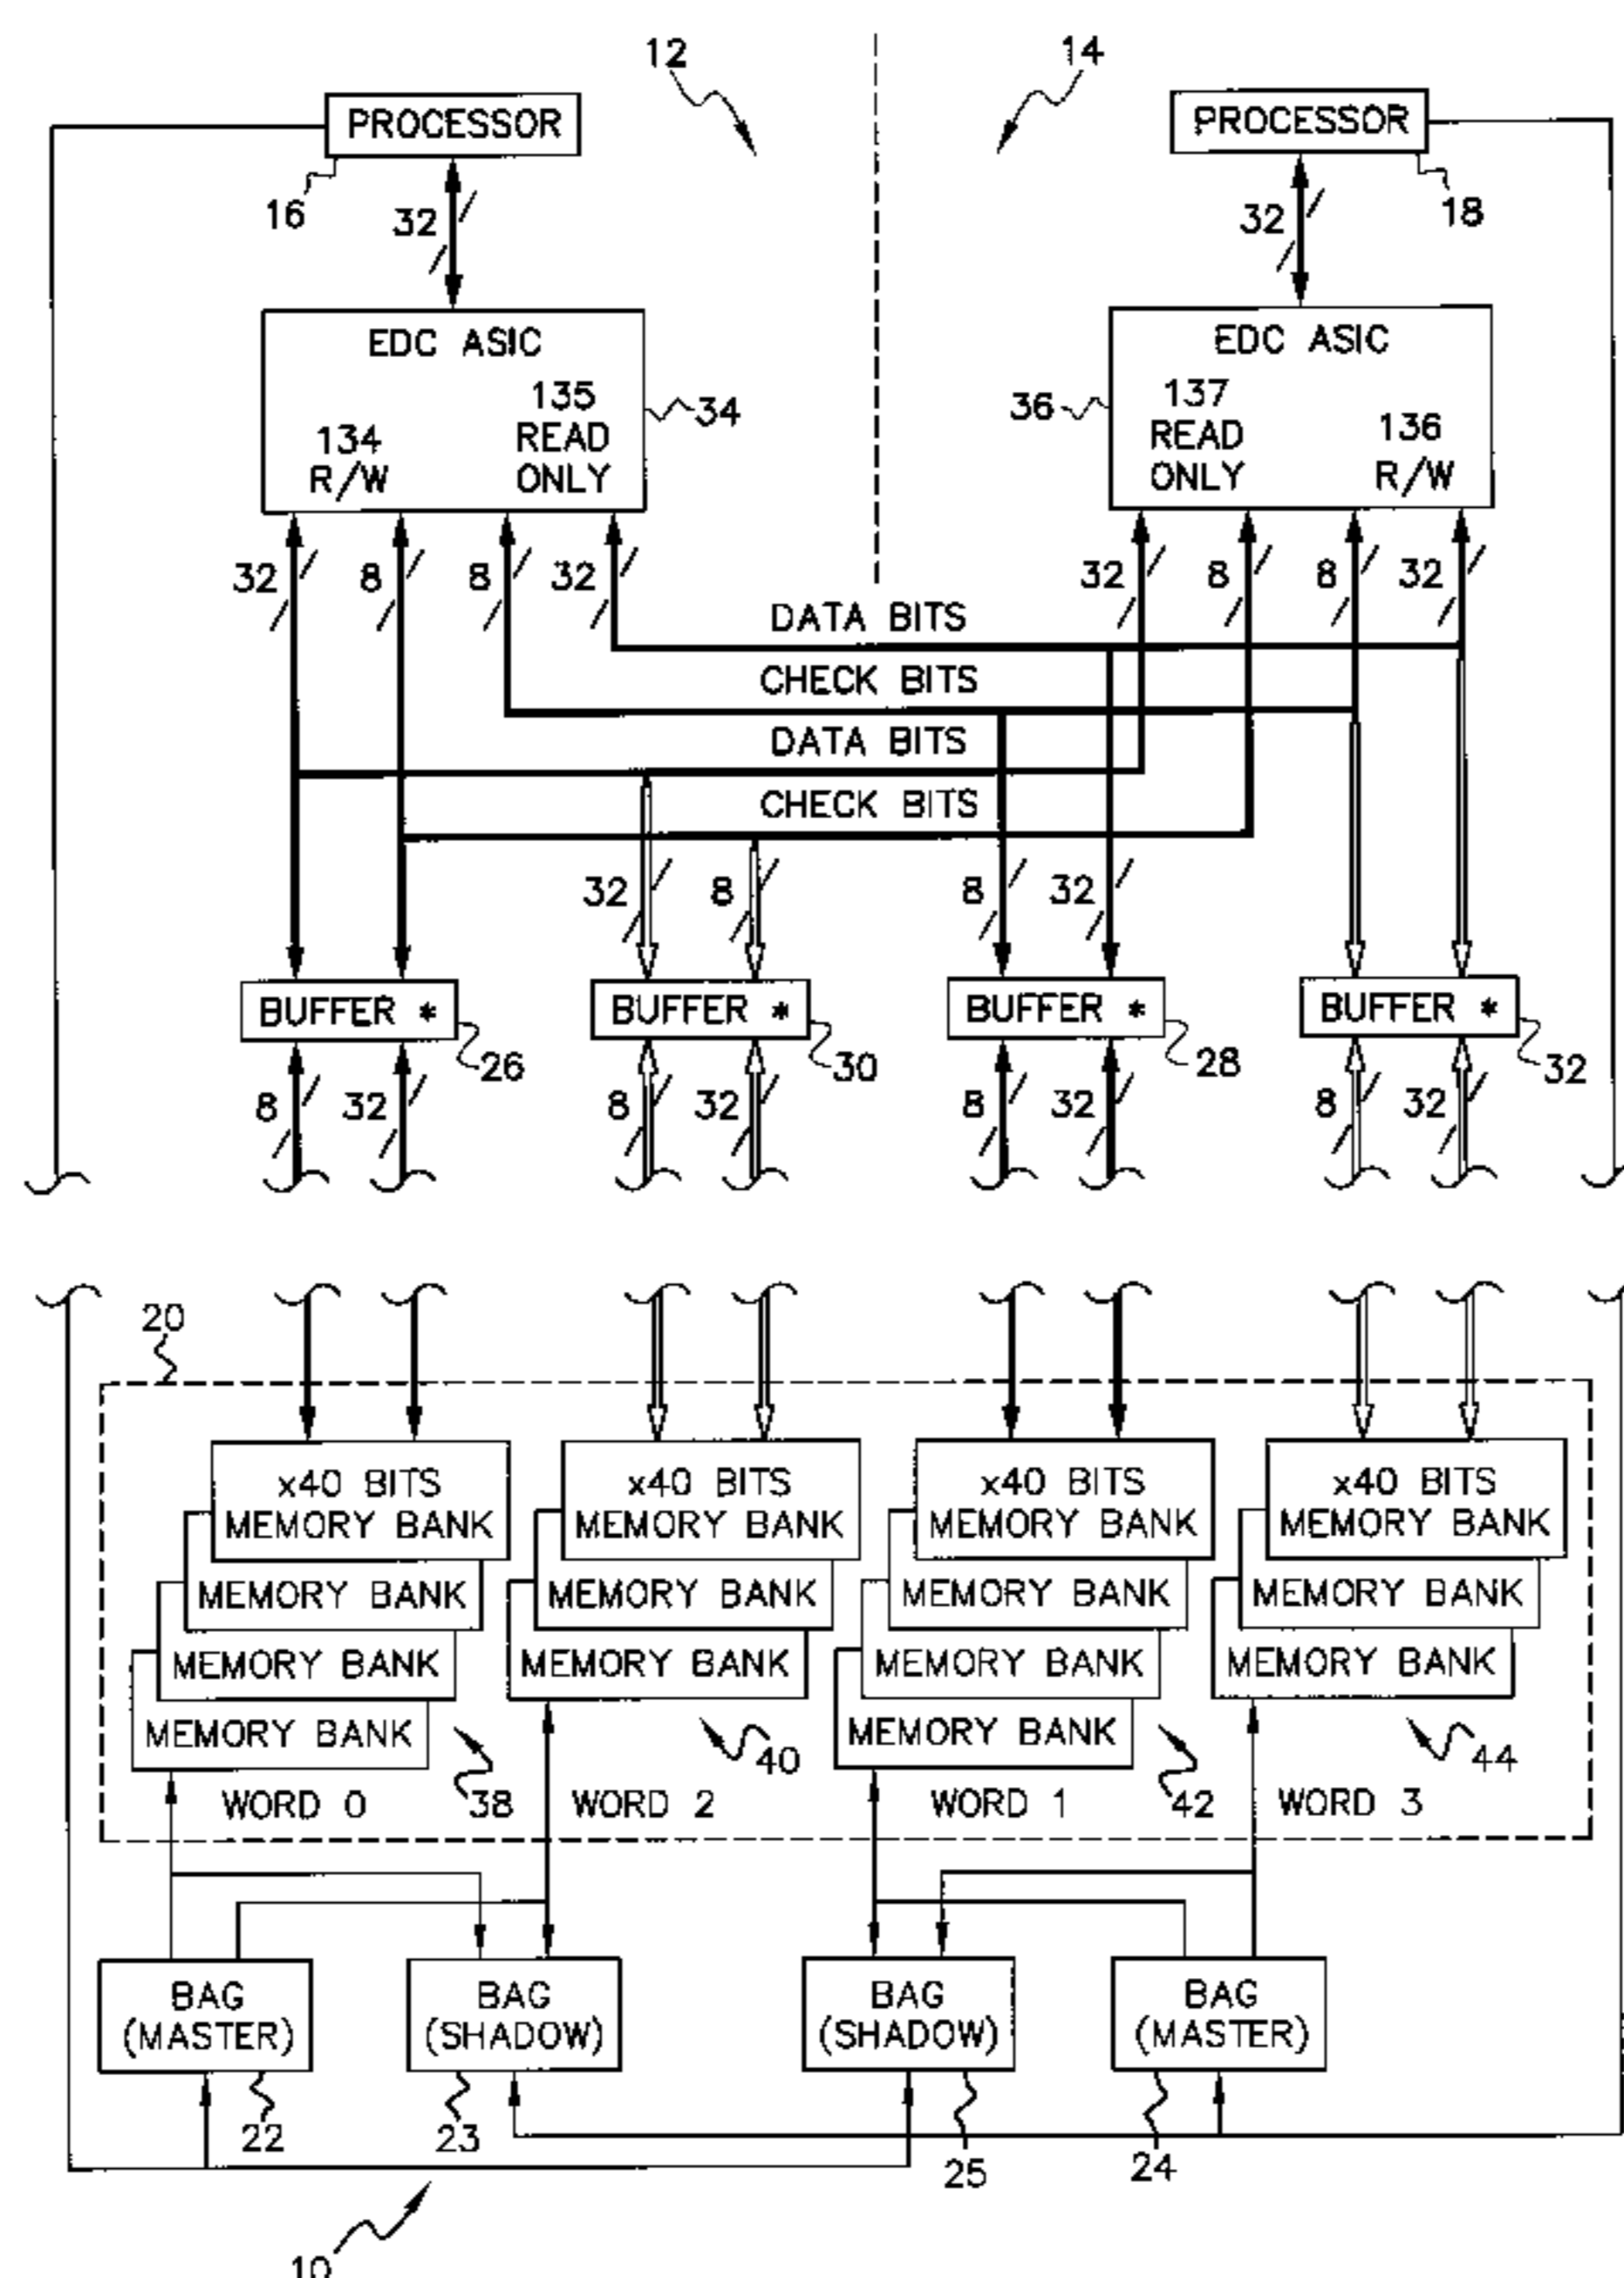 12
14
PROCESSOR
PROCESSOR
16
32
32
18
EDC ASIC
EDC ASIC
135
READ
ONLY
34
134
R/W
36
137
READ
ONLY
136
R/W
32
8
8
32
32
8
8
32
DATA BITS
CHECK BITS
DATA BITS
CHECK BITS
32
8
8
32
BUFFER *
BUFFER *
BUFFER *
BUFFER *
26
30
28
32
8
32
8
32
8
32
8
32
20
x40 BITS
MEMORY BANK
x40 BITS
MEMORY BANK
x40 BITS
MEMORY BANK
x40 BITS
MEMORY BANK
MEMORY BANK
MEMORY BANK
MEMORY BANK
MEMORY BANK
MEMORY BANK
MEMORY BANK
MEMORY BANK
MEMORY BANK
MEMORY BANK
MEMORY BANK
40
44
WORD 0
38
WORD 2
WORD 1
42
WORD 3
BAG
(MASTER)
BAG
(SHADOW)
BAG
(SHADOW)
BAG
(MASTER)
22
23
25
24
10